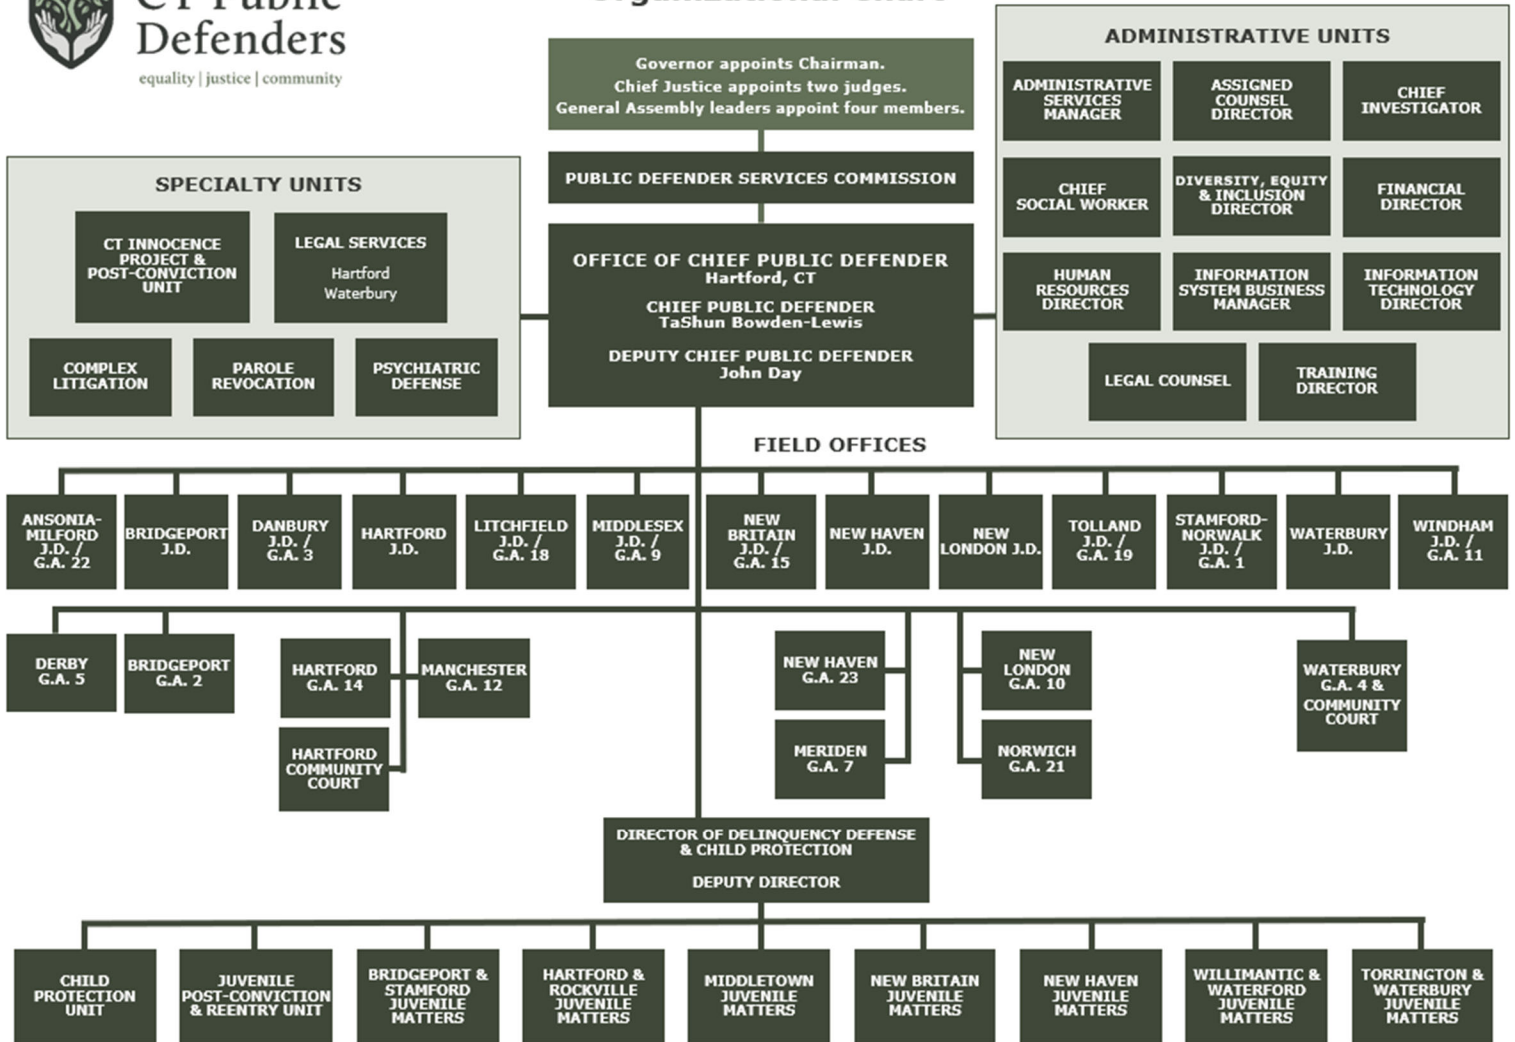 CT Public
Defenders
equality | justice | community
Organizational Chart
Governor appoints Chairman.
Chief Justice appoints two judges.
General Assembly leaders appoint four members.
PUBLIC DEFENDER SERVICES COMMISSION
OFFICE OF CHIEF PUBLIC DEFENDER
Hartford, CT
CHIEF PUBLIC DEFENDER
TaShun Bowden-Lewis
DEPUTY CHIEF PUBLIC DEFENDER
John Day
SPECIALTY UNITS
CT INNOCENCE
PROJECT &
POST-CONVICTION
UNIT
LEGAL SERVICES
Hartford
Waterbury
COMPLEX
LITIGATION
PAROLE
REVOCATION
PSYCHIATRIC
DEFENSE
ADMINISTRATIVE UNITS
ADMINISTRATIVE
SERVICES
MANAGER
ASSIGNED
COUNSEL
DIRECTOR
CHIEF
INVESTIGATOR
CHIEF
SOCIAL WORKER
DIVERSITY, EQUITY
& INCLUSION
DIRECTOR
FINANCIAL
DIRECTOR
HUMAN
RESOURCES
DIRECTOR
INFORMATION
SYSTEM BUSINESS
MANAGER
INFORMATION
TECHNOLOGY
DIRECTOR
LEGAL COUNSEL
TRAINING
DIRECTOR
FIELD OFFICES
ANSONIA-
MILFORD
J.D. /
G.A. 22
BRIDGEPORT
J.D.
DANBURY
J.D. /
G.A. 3
HARTFORD
J.D.
LITCHFIELD
J.D. /
G.A. 18
MIDDLESEX
J.D. /
G.A. 9
NEW
BRITAIN
J.D. /
G.A. 15
NEW HAVEN
J.D.
NEW
LONDON J.D.
TOLLAND
J.D. /
G.A. 19
STAMFORD-
NORWALK
J.D. /
G.A. 1
WATERBURY
J.D.
WINDHAM
J.D. /
G.A. 11
DERBY
G.A. 5
BRIDGEPORT
G.A. 2
HARTFORD
G.A. 14
MANCHESTER
G.A. 12
HARTFORD
COMMUNITY
COURT
NEW HAVEN
G.A. 23
MERIDEN
G.A. 7
NEW
LONDON
G.A. 10
NORWICH
G.A. 21
WATERBURY
G.A. 4 &
COMMUNITY
COURT
DIRECTOR OF DELINQUENCY DEFENSE
& CHILD PROTECTION
DEPUTY DIRECTOR
CHILD
PROTECTION
UNIT
JUVENILE
POST-CONVICTION
& REENTRY UNIT
BRIDGEPORT &
STAMFORD
JUVENILE
MATTERS
HARTFORD &
ROCKVILLE
JUVENILE
MATTERS
MIDDLETOWN
JUVENILE
MATTERS
NEW BRITAIN
JUVENILE
MATTERS
NEW HAVEN
JUVENILE
MATTERS
WILLIMANTIC &
WATERFORD
JUVENILE
MATTERS
TORRINGTON &
WATERBURY
JUVENILE
MATTERS